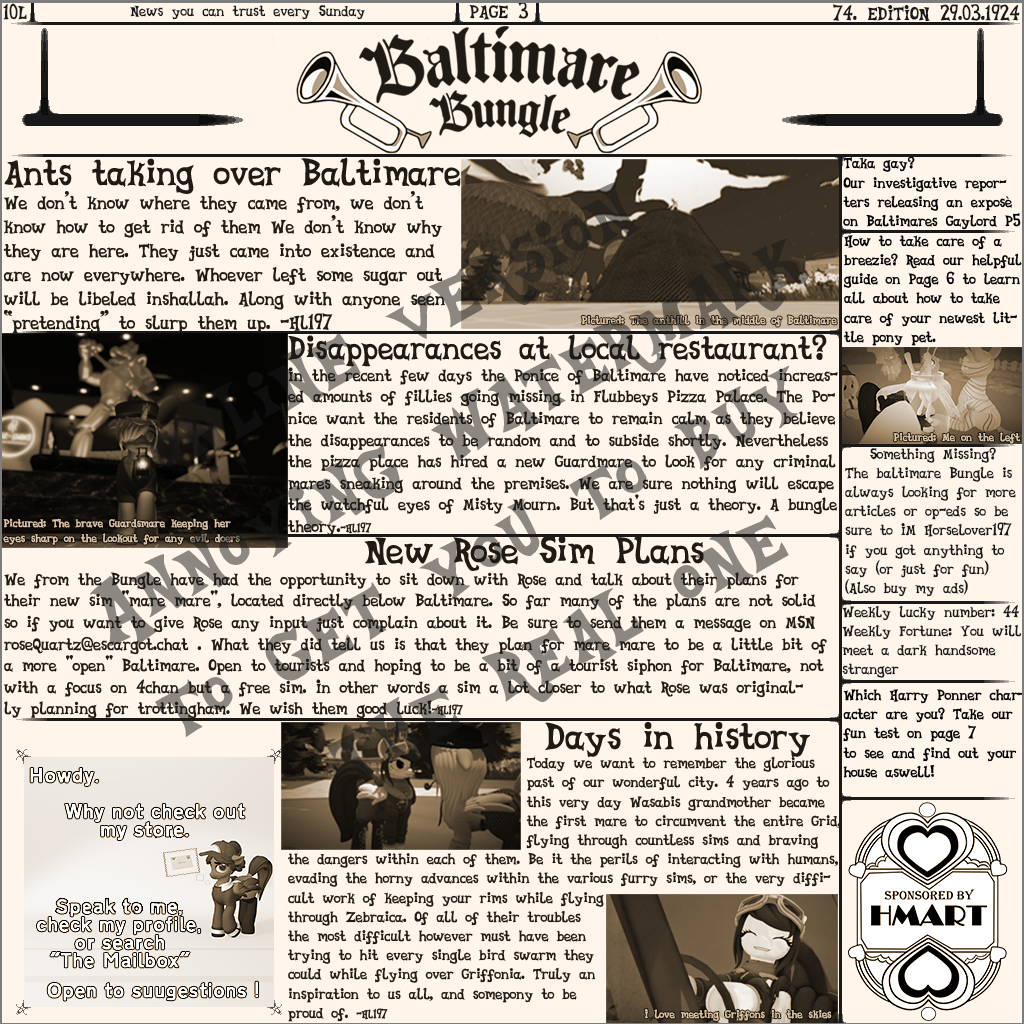 10L
News you can trust every Sunday
PAGE 3
74. EDITION 29.03.1924
Baltimare
Bungle
Ants taking over Baltimare
We don't know where they came from, we don't
know how to get rid of them We don't know why
they are here. They just came into existence and
are now everywhere. Whoever left some sugar out
will be libeled inshallah. Along with anyone seen
"pretending" to slurp them up. -HL197
Pictured: The anthill in the middle of Baltimare
Disappearances at local restaurant?
In the recent few days the Ponice of Baltimare have noticed increas-
ed amounts of fillies going missing in Flubbeys Pizza Palace. The Po-
nice want the residents of Baltimare to remain calm as they believe
the disappearances to be random and to subside shortly. Nevertheless
the pizza place has hired a new Guardmare to look for any criminal
mares sneaking around the premises. We are sure nothing will escape
the watchful eyes of Misty Mourn. But that's just a theory. A bungle
theory.-HL197
Pictured: The brave Guardsmare keeping her
eyes sharp on the lookout for any evil doers
New Rose Sim Plans
We from the Bungle have had the opportunity to sit down with Rose and talk about their plans for
their new sim "mare mare", located directly below Baltimare. So far many of the plans are not solid
so if you want to give Rose any input just complain about it. Be sure to send them a message on MSN
roseQuartz@escargot.chat . What they did tell us is that they plan for mare mare to be a little bit of
a more "open" Baltimare. Open to tourists and hoping to be a bit of a tourist siphon for Baltimare, not
with a focus on 4chan but a free sim. In other words a sim a lot closer to what Rose was original-
ly planning for trottingham. We wish them good luck!-HL197
Howdy.
Why not check out
my store.
Speak to me,
check my profile,
or search
"The Mailbox"
Open to suugestions !
Days in history
Today we want to remember the glorious
past of our wonderful city. 4 years ago to
this very day Wasabis grandmother became
the first mare to circumvent the entire Grid,
flying through countless sims and braving
the dangers within each of them. Be it the perils of interacting with humans,
evading the horny advances within the various furry sims, or the very diffi-
cult work of keeping your rims while flying
through Zebraica. Of all of their troubles
the most difficult however must have been
trying to hit every single bird swarm they
could while flying over Griffonia. Truly an
inspiration to us all, and somepony to be
proud of. -HL197
I love meeting Griffons in the skies
Taka gay?
Our investigative repor-
ters releasing an exposè
on Baltimares Gaylord P5
How to take care of a
breezie? Read our helpful
guide on Page 6 to learn
all about how to take
care of your newest lit-
tle pony pet.
Pictured: Me on the left
Something Missing?
The baltimare Bungle is
always looking for more
articles or op-eds so be
sure to IM Horselover197
if you got anything to
say (or just for fun)
(Also buy my ads)
Weekly Lucky number: 44
Weekly Fortune: You will
meet a dark handsome
stranger
Which Harry Ponner char-
acter are you? Take our
fun test on page 7
to see and find out your
house aswell!
SPONSORED BY
HMART
ONLINE VERSION
ANNOYING WATERMARK
TO GET YOU TO BUY
THE REAL ONE